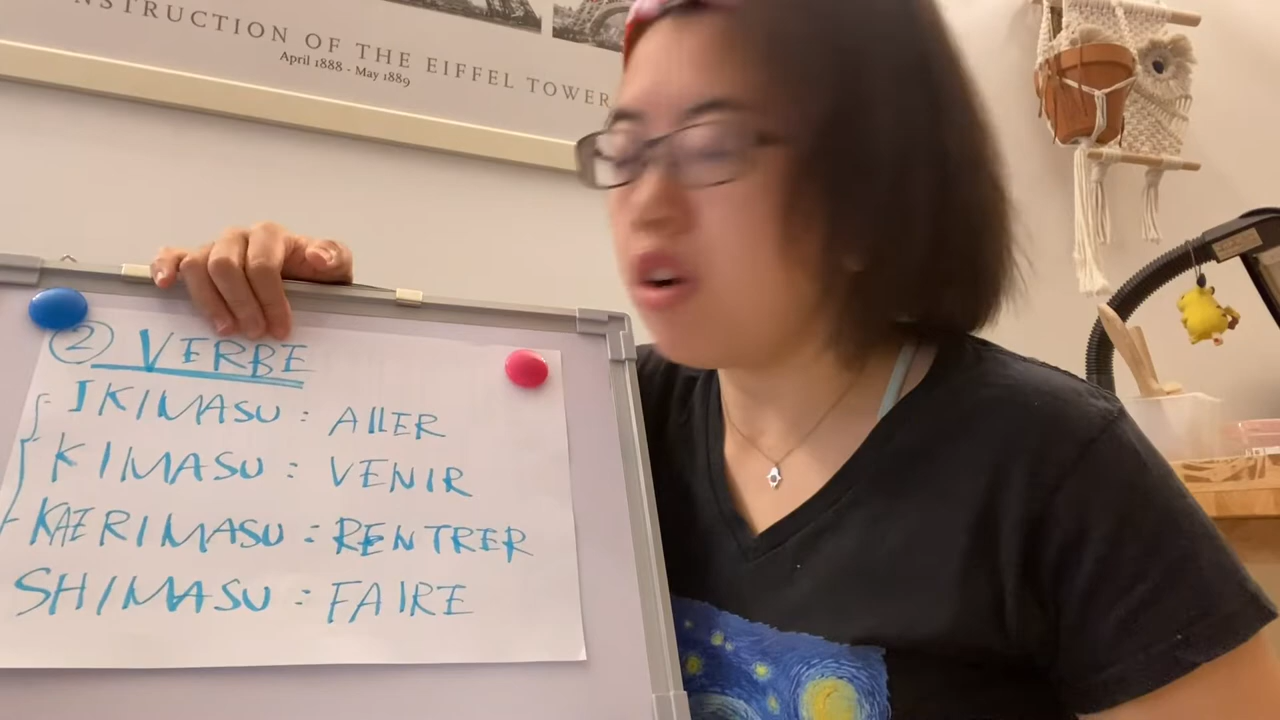 NSTRUCTION OF THE EIFFEL TOWER
April 1888 - May 1889
② VERBE
IKIMASU : ALLER
KIMASU : VENIR
KAERIMASU : RENTRER
SHIMASU : FAIRE